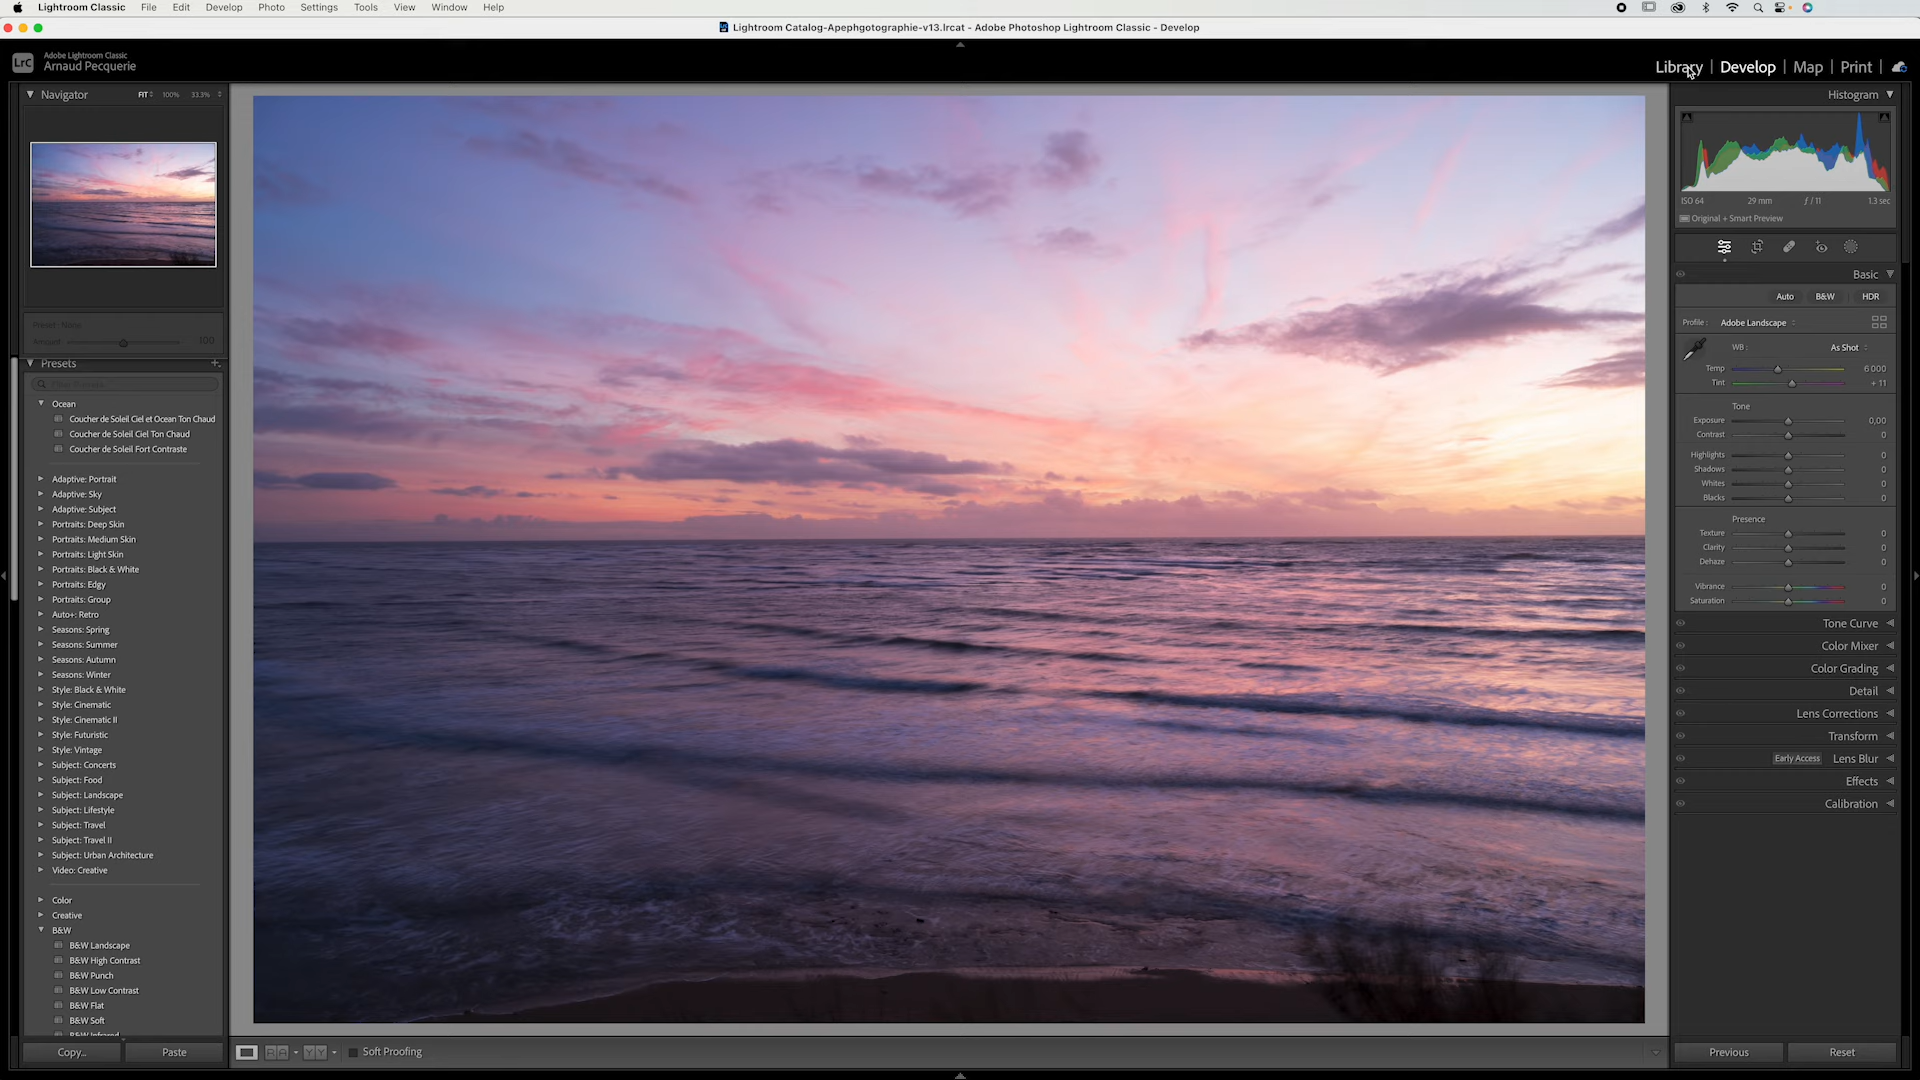 Lightroom Classic File Edit Develop Photo Settings Tools View Window Help
Lightroom Catalog-Apephgotographie-v13.lrcat - Adobe Photoshop Lightroom Classic - Develop
LrC
Adobe Lightroom Classic
Arnaud Pecquerie
Library | Develop | Map | Print |
Navigator FIT 100% 33.3%
Preset: None
Amount 100
Presets
Ocean
Coucher de Soleil Ciel et Ocean Ton Chaud
Coucher de Soleil Ciel Ton Chaud
Coucher de Soleil Fort Contraste
Adaptive: Portrait
Adaptive: Sky
Adaptive: Subject
Portraits: Deep Skin
Portraits: Medium Skin
Portraits: Light Skin
Portraits: Black & White
Portraits: Edgy
Portraits: Group
Auto+: Retro
Seasons: Spring
Seasons: Summer
Seasons: Autumn
Seasons: Winter
Style: Black & White
Style: Cinematic
Style: Cinematic II
Style: Futuristic
Style: Vintage
Subject: Concerts
Subject: Food
Subject: Landscape
Subject: Lifestyle
Subject: Travel
Subject: Travel II
Subject: Urban Architecture
Video: Creative
Color
Creative
B&W
B&W Landscape
B&W High Contrast
B&W Punch
B&W Low Contrast
B&W Flat
B&W Soft
B&W Infrared
Copy... Paste
Soft Proofing
Histogram
ISO 64 29 mm ƒ / 11 1.3 sec
Original + Smart Preview
Basic
Auto B&W HDR
Profile: Adobe Landscape
WB: As Shot
Temp 6 000
Tint + 11
Tone
Exposure 0,00
Contrast 0
Highlights 0
Shadows 0
Whites 0
Blacks 0
Presence
Texture 0
Clarity 0
Dehaze 0
Vibrance 0
Saturation 0
Tone Curve
Color Mixer
Color Grading
Detail
Lens Corrections
Transform
Early Access Lens Blur
Effects
Calibration
Previous Reset